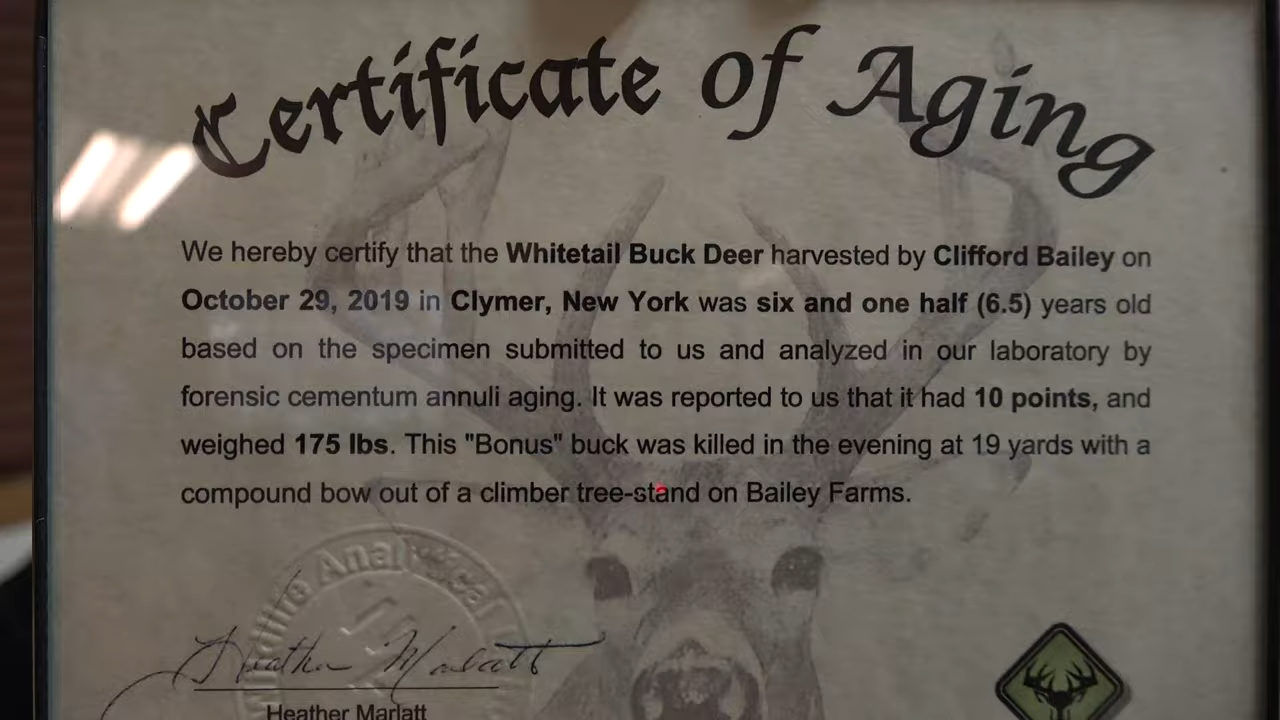 Certificate of Aging
We hereby certify that the Whitetail Buck Deer harvested by Clifford Bailey on
October 29, 2019 in Clymer, New York was six and one half (6.5) years old
based on the specimen submitted to us and analyzed in our laboratory by
forensic cementum annuli aging. It was reported to us that it had 10 points, and
weighed 175 lbs. This "Bonus" buck was killed in the evening at 19 yards with a
compound bow out of a climber tree-stand on Bailey Farms.
Wildlife Analytical
Heather Marlatt
Heather Marlatt